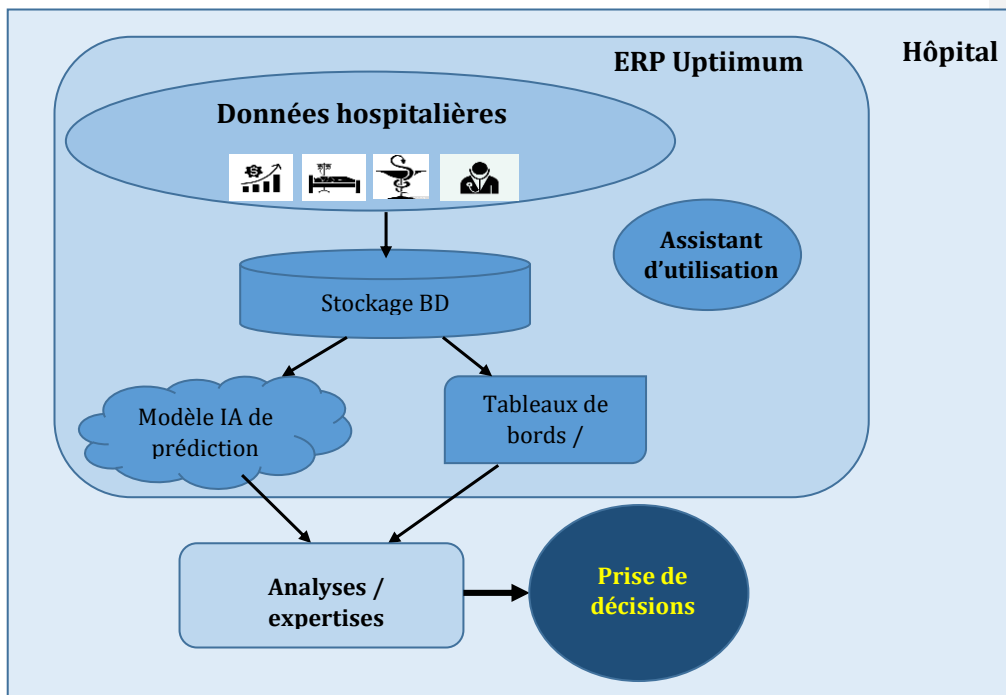 Hôpital
ERP Uptiimum
Données hospitalières
Assistant
d’utilisation
Stockage BD
Modèle IA de
prédiction
Tableaux de
bords /
Analyses /
expertises
Prise de
décisions